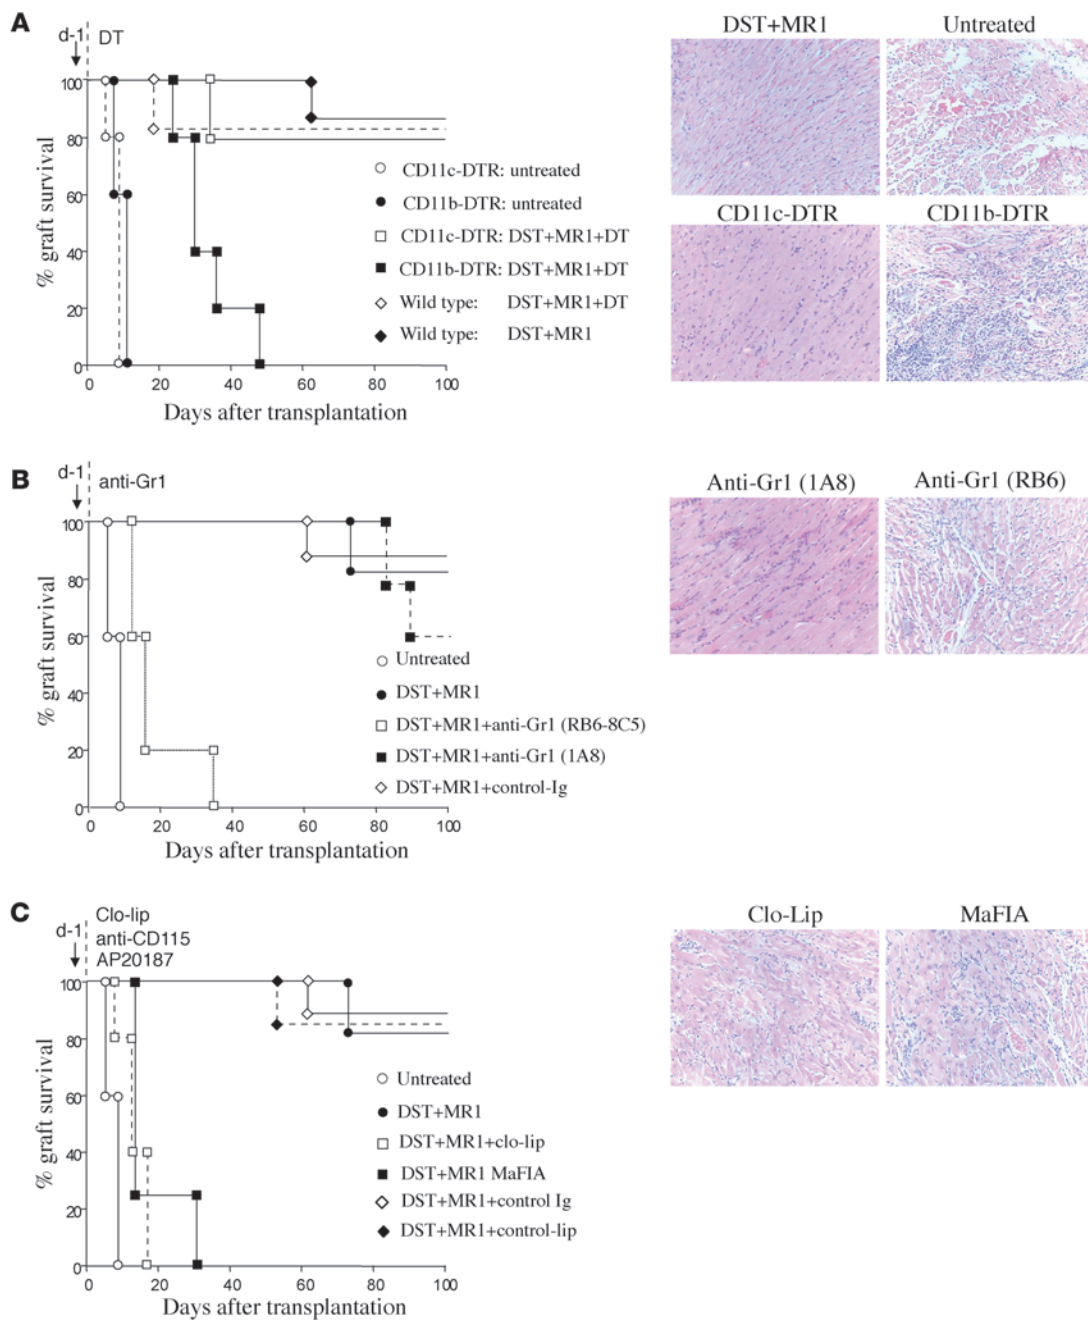 A
d-1
DT
100
80
60
40
20
0
% graft survival
CD11c-DTR: untreated
CD11b-DTR: untreated
CD11c-DTR: DST+MR1+DT
CD11b-DTR: DST+MR1+DT
Wild type: DST+MR1+DT
Wild type: DST+MR1
0 20 40 60 80 100
Days after transplantation
DST+MR1 Untreated
CD11c-DTR CD11b-DTR
B
d-1
anti-Gr1
100
80
60
40
20
0
% graft survival
Untreated
DST+MR1
DST+MR1+anti-Gr1 (RB6-8C5)
DST+MR1+anti-Gr1 (1A8)
DST+MR1+control-Ig
0 20 40 60 80 100
Days after transplantation
Anti-Gr1 (1A8) Anti-Gr1 (RB6)
C
d-1
Clo-lip
anti-CD115
AP20187
100
80
60
40
20
0
% graft survival
Untreated
DST+MR1
DST+MR1+clo-lip
DST+MR1 MaFIA
DST+MR1+control Ig
DST+MR1+control-lip
0 20 40 60 80 100
Days after transplantation
Clo-Lip MaFIA